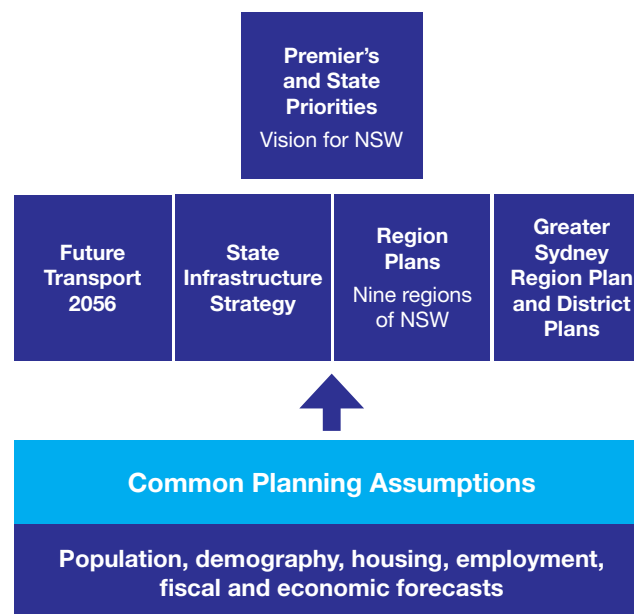 Premier's
and State
Priorities
Vision for NSW
Future
Transport
2056
State
Infrastructure
Strategy
Region
Plans
Nine regions
of NSW
Greater
Sydney
Region Plan
and District
Plans
Common Planning Assumptions
Population, demography, housing, employment,
fiscal and economic forecasts